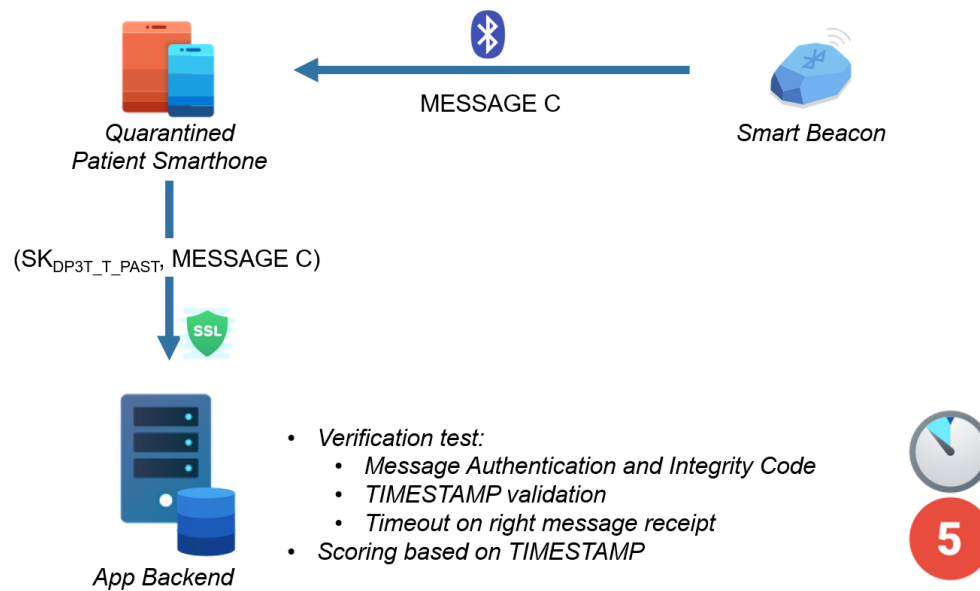 MESSAGE C
Quarantined
Patient Smarthone
Smart Beacon
(SK_DP3T_T_PAST, MESSAGE C)
SSL
• Verification test:
• Message Authentication and Integrity Code
• TIMESTAMP validation
• Timeout on right message receipt
• Scoring based on TIMESTAMP
5
App Backend